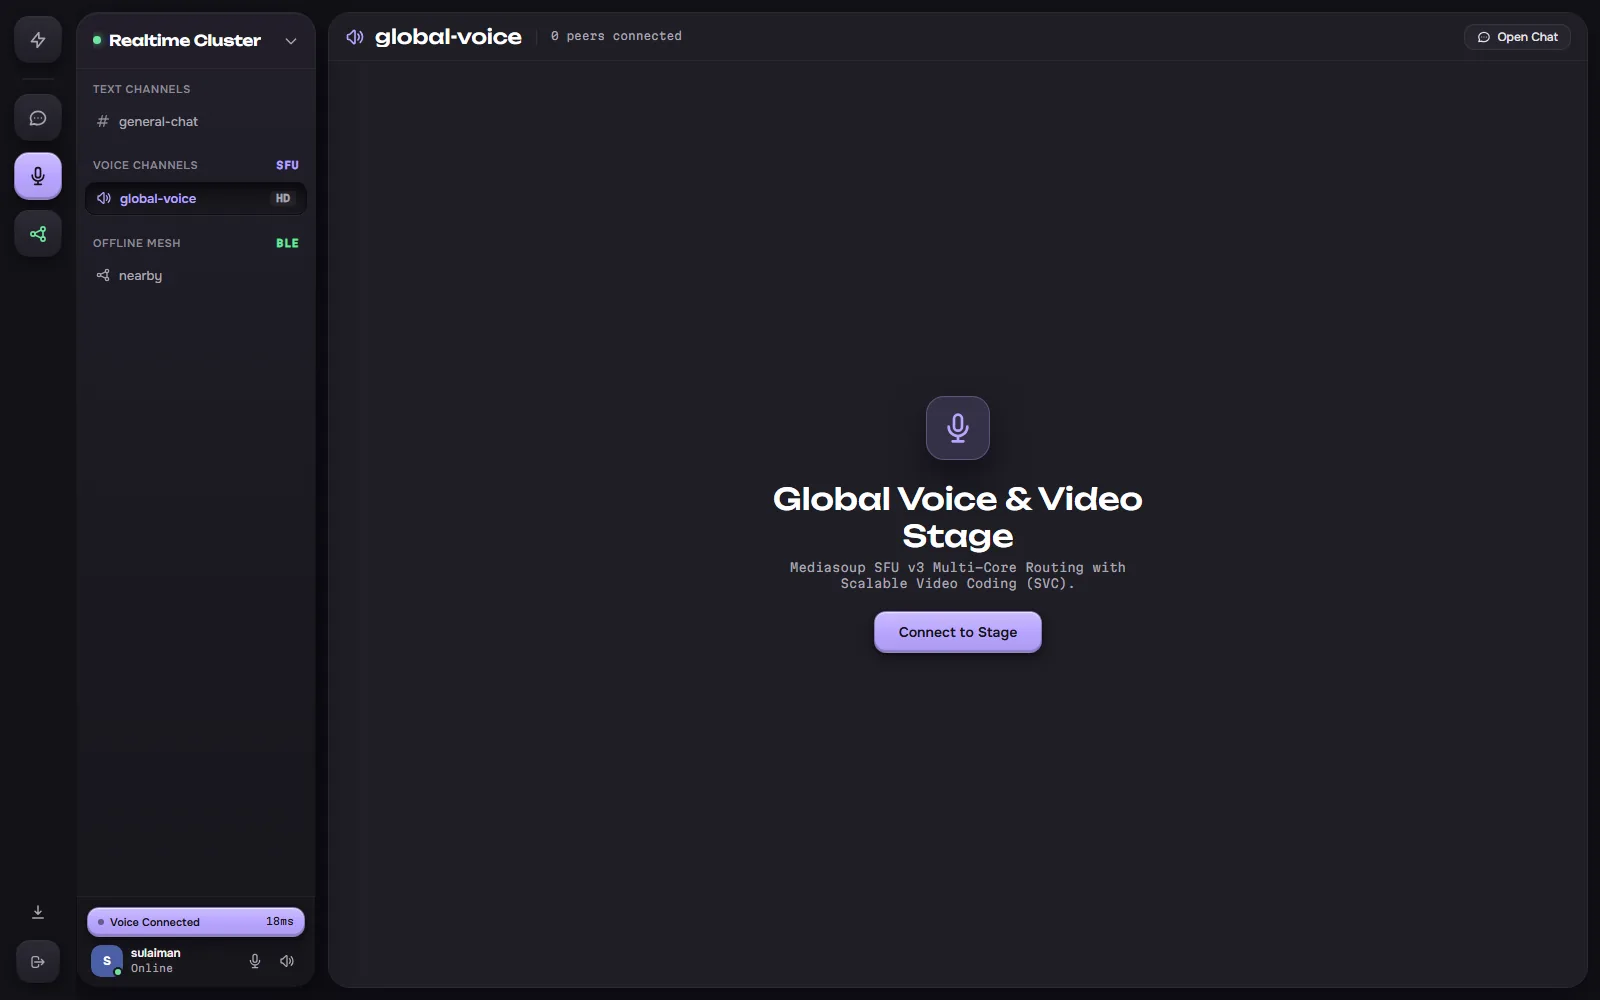 Realtime Cluster
TEXT CHANNELS
# general-chat
VOICE CHANNELS SFU
global-voice HD
OFFLINE MESH BLE
nearby
Voice Connected 18ms
S
sulaiman
Online
global-voice
0 peers connected
Open Chat
Global Voice & Video
Stage
Mediasoup SFU v3 Multi-Core Routing with
Scalable Video Coding (SVC).
Connect to Stage